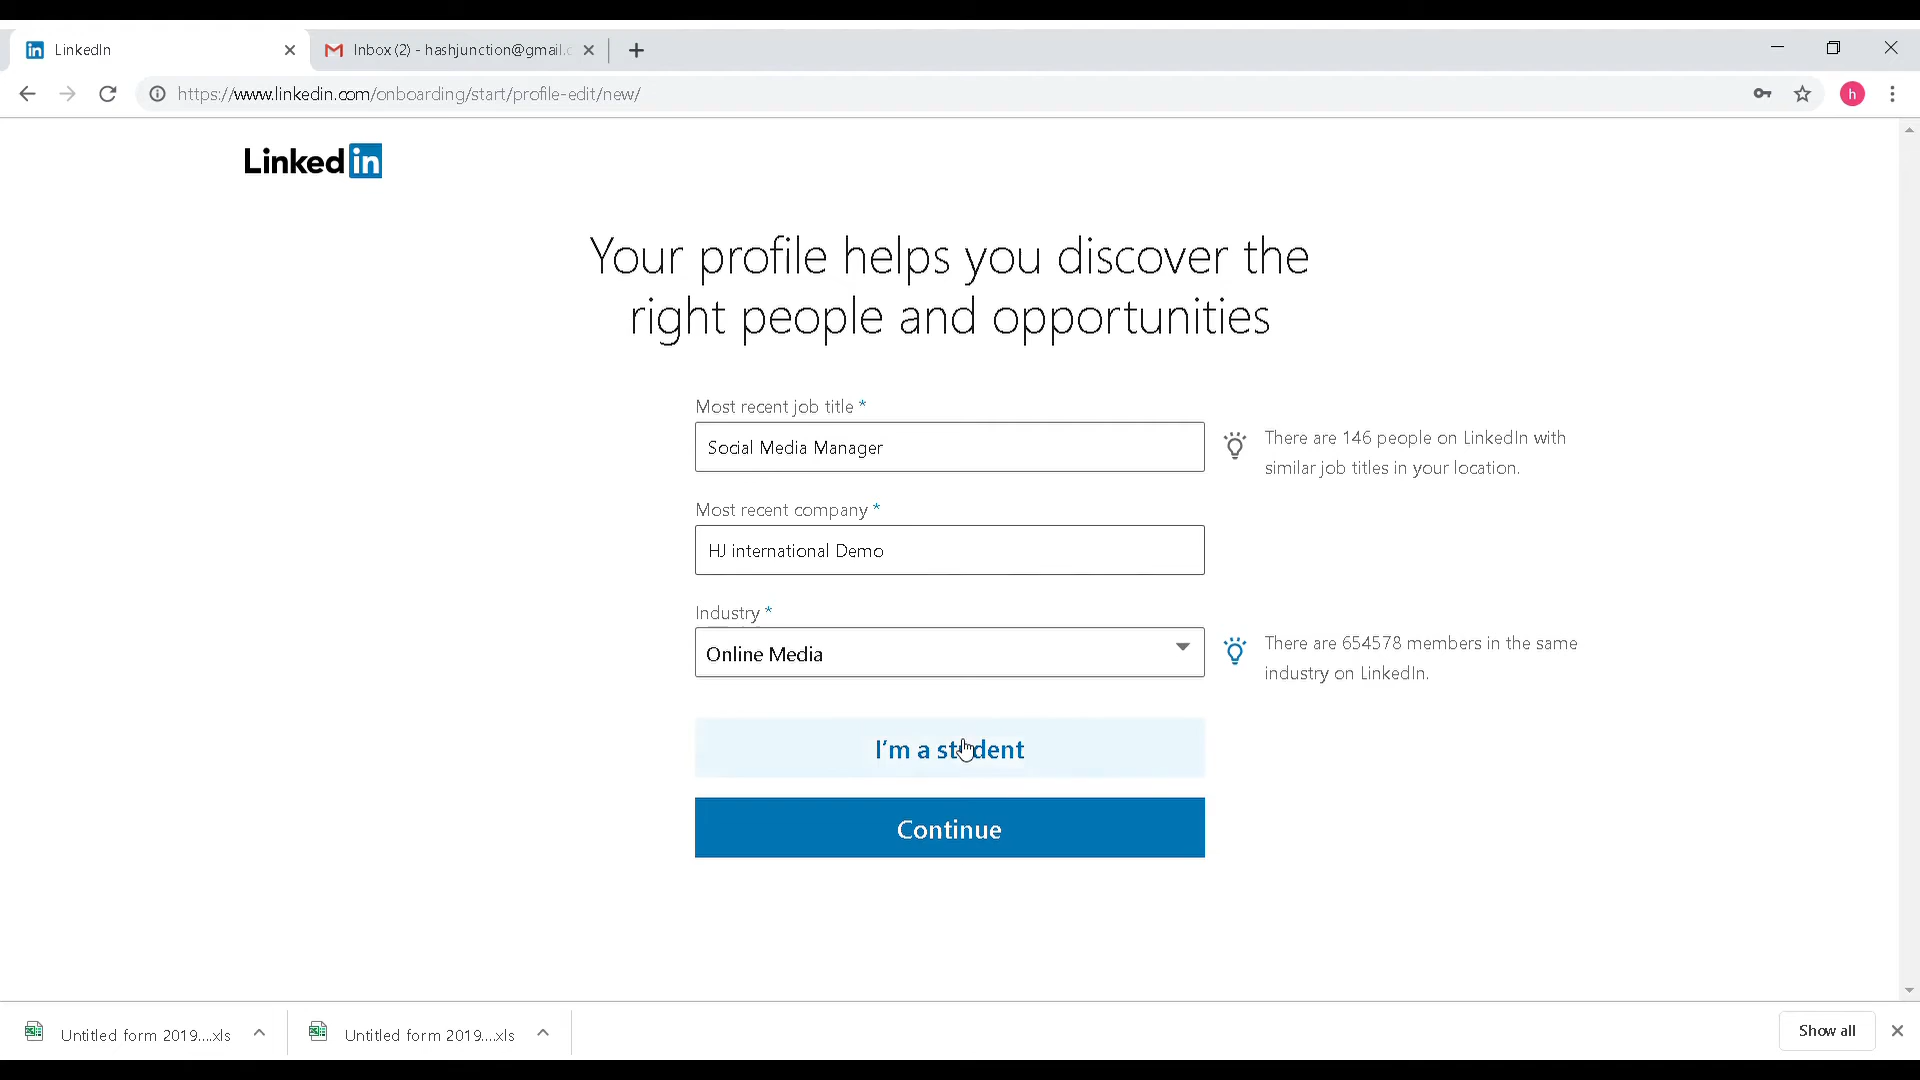 LinkedIn
Inbox (2) - hashjunction@gmail.c
https://www.linkedin.com/onboarding/start/profile-edit/new/
h
Linked in
Your profile helps you discover the
right people and opportunities
Most recent job title *
Social Media Manager
There are 146 people on LinkedIn with
similar job titles in your location.
Most recent company *
HJ international Demo
Industry *
Online Media
There are 654578 members in the same
industry on LinkedIn.
I'm a student
Continue
Untitled form 2019....xls
Untitled form 2019....xls
Show all